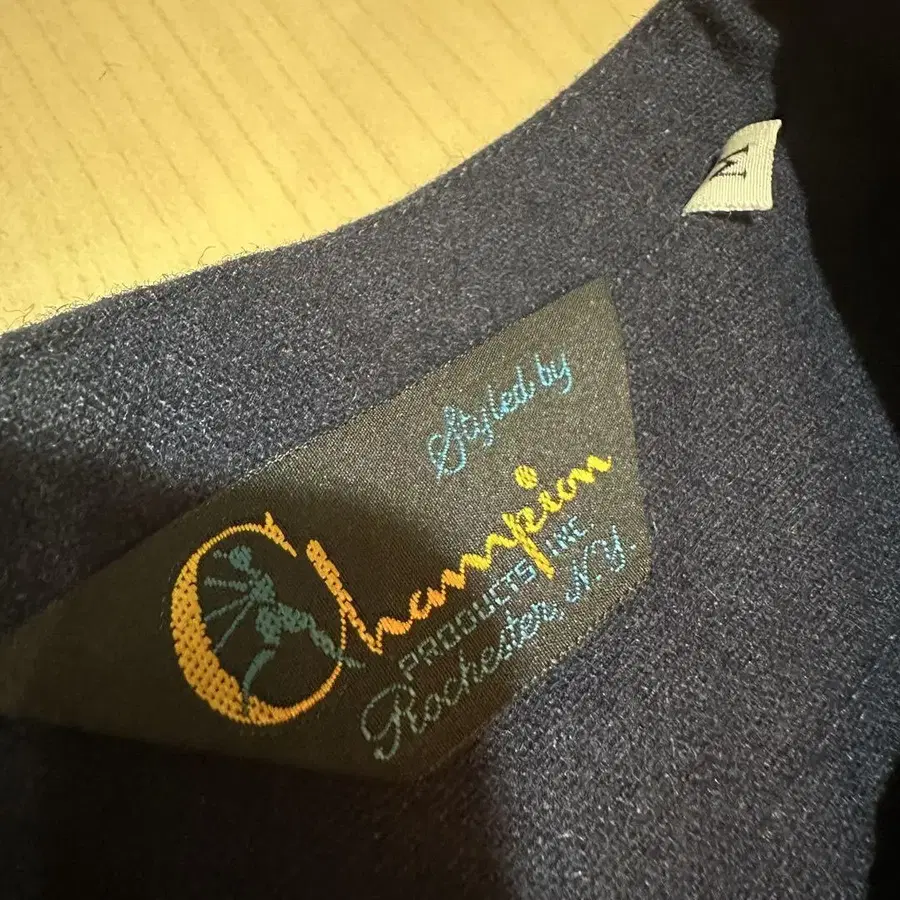 M
Styled by
Champion
PRODUCTS INC.
Rochester N.Y.